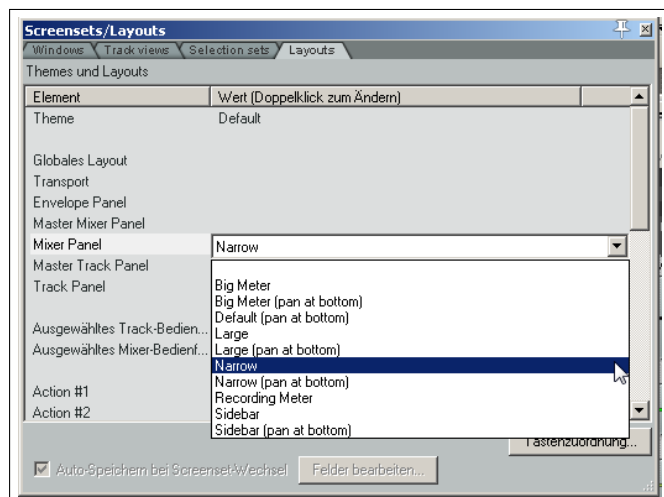 Screensets/Layouts
Windows Track views Selection sets Layouts
Themes und Layouts
Element Wert (Doppelklick zum Ändern)
Theme Default
Globales Layout
Transport
Envelope Panel
Master Mixer Panel
Mixer Panel Narrow
Master Track Panel
Track Panel Big Meter
Big Meter (pan at bottom)
Default (pan at bottom)
Ausgewähltes Track-Bedien... Large
Ausgewähltes Mixer-Bedienf... Large (pan at bottom)
Narrow
Narrow (pan at bottom)
Action #1 Recording Meter
Action #2 Sidebar
Sidebar (pan at bottom)
Tastenzuordnung...
Auto-Speichern bei Screenset-Wechsel Felder bearbeiten...